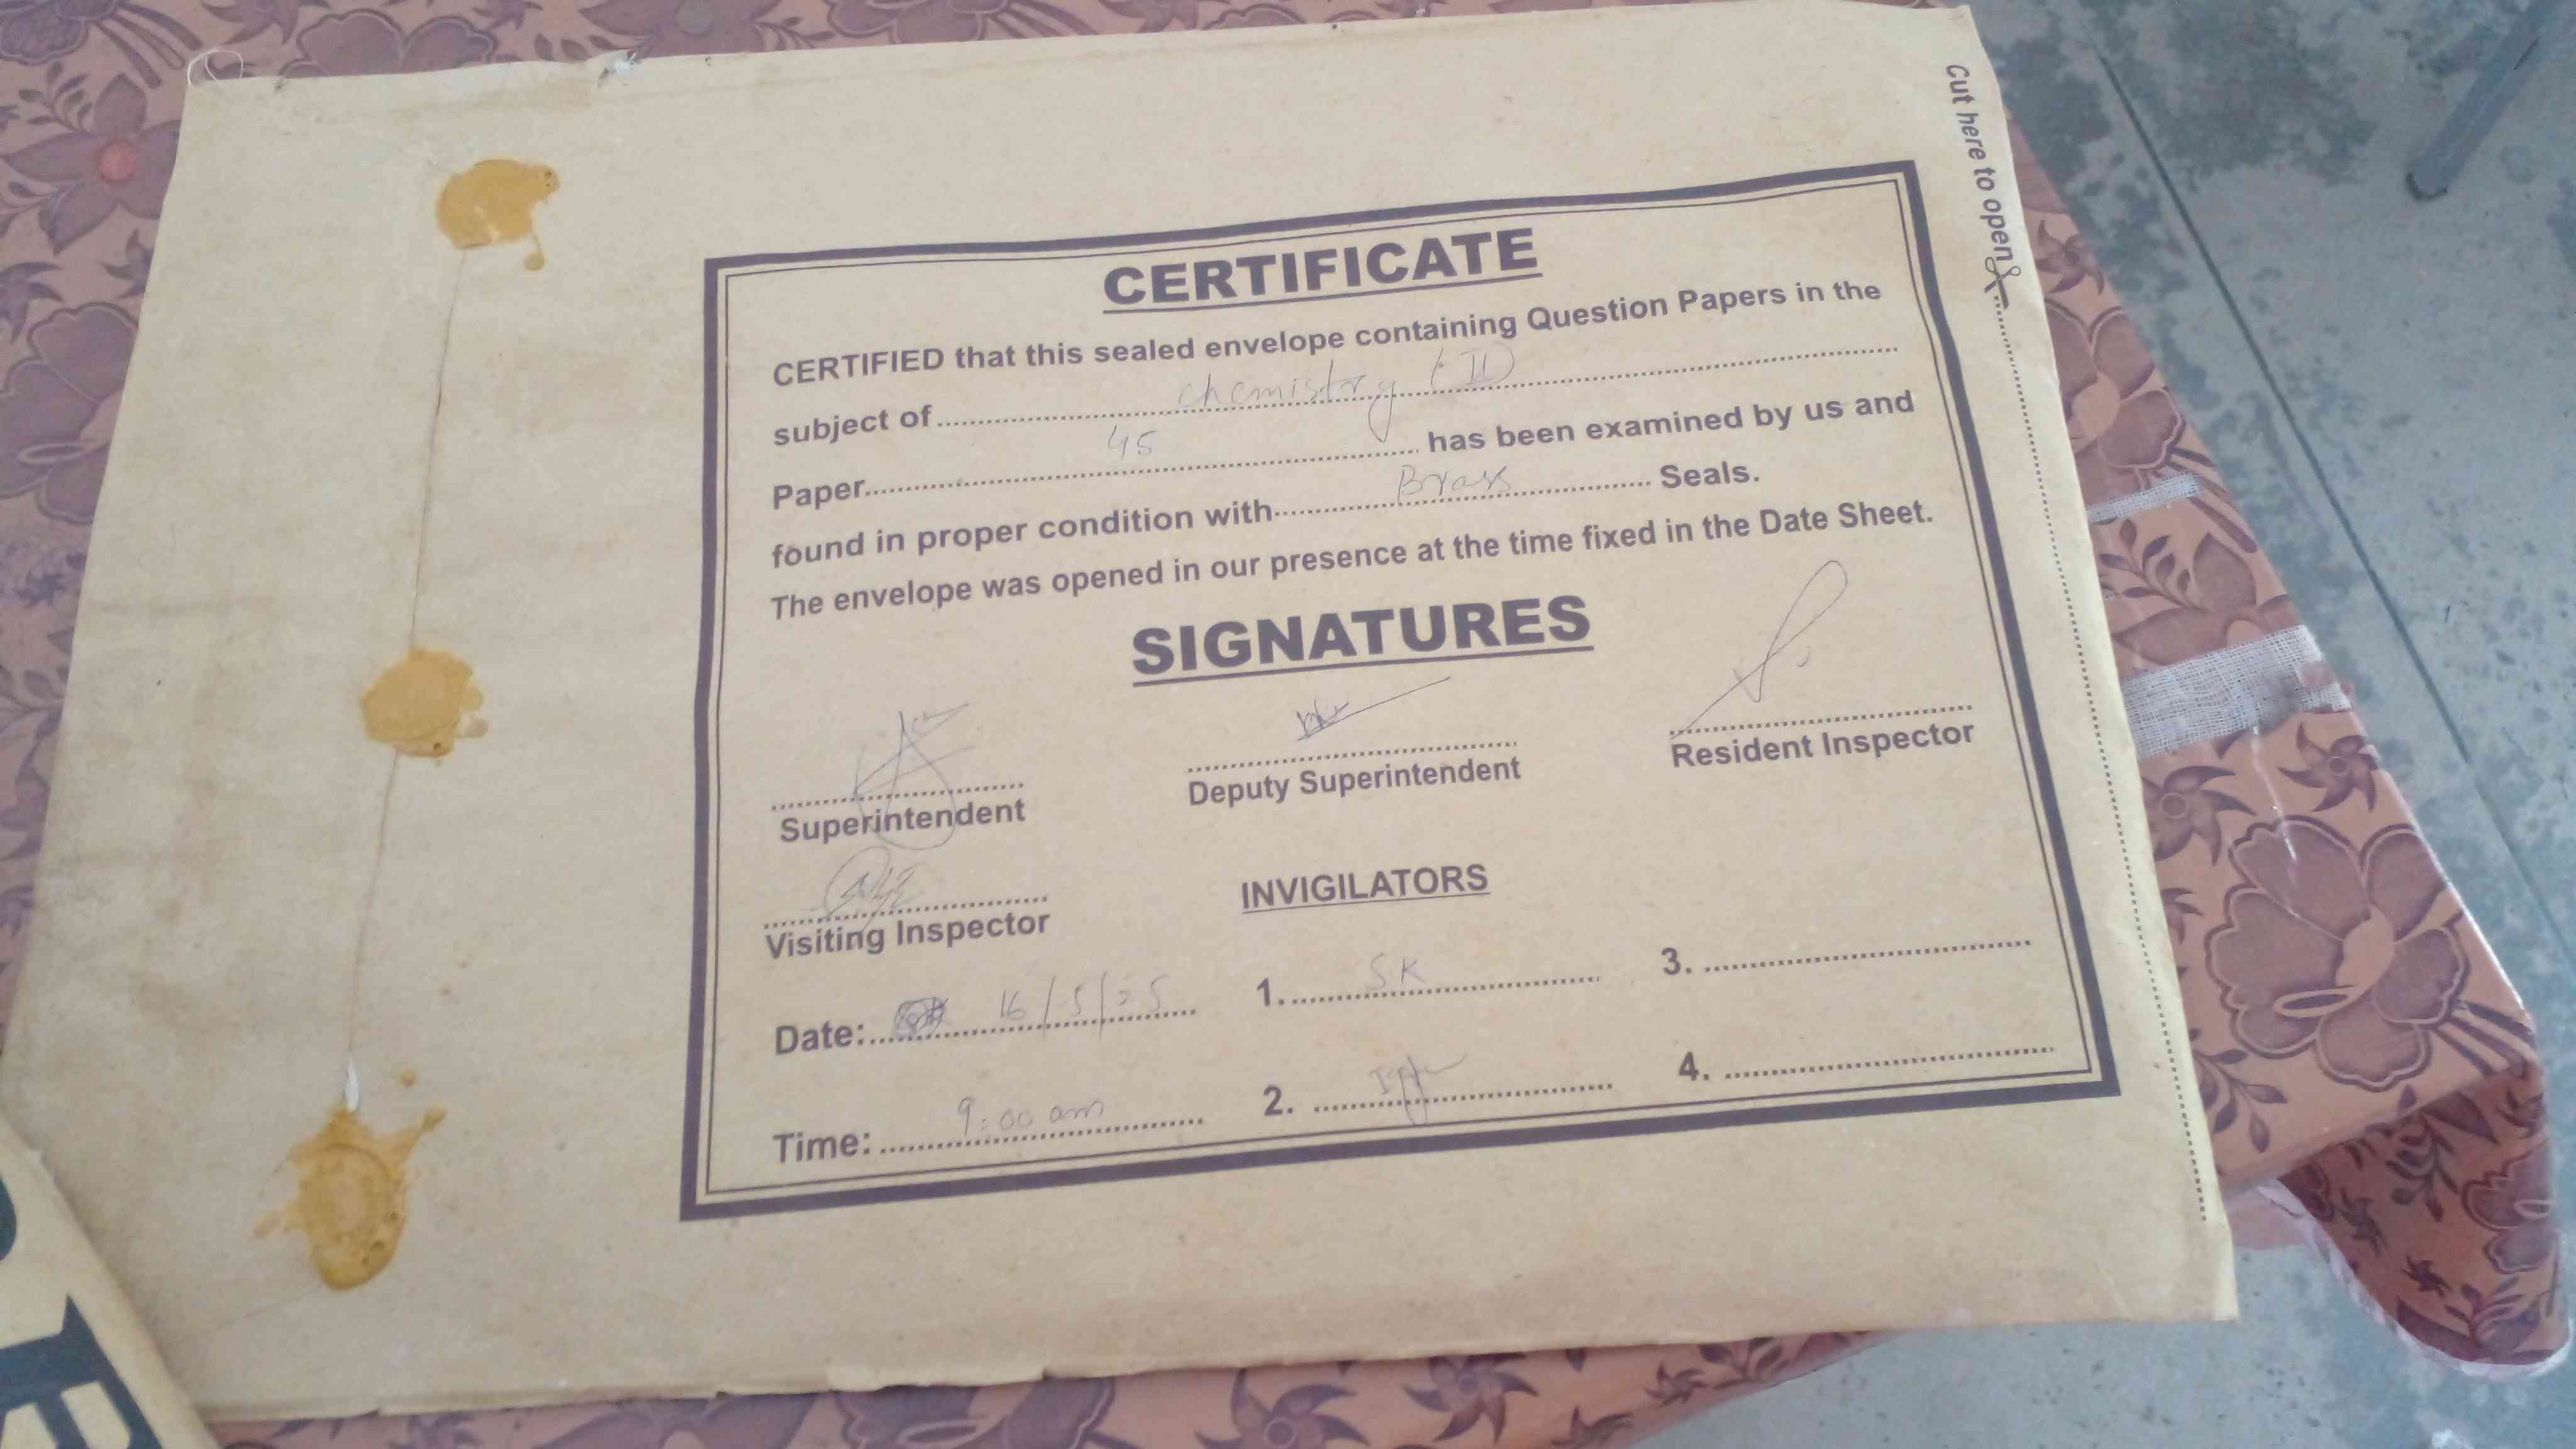 Cut here to open
CERTIFICATE
CERTIFIED that this sealed envelope containing Question Papers in the
subject of chemistry (II)
Paper 45 has been examined by us and
found in proper condition with Brass Seals.
The envelope was opened in our presence at the time fixed in the Date Sheet.
SIGNATURES
Superintendent
Deputy Superintendent
Resident Inspector
Visiting Inspector
INVIGILATORS
Date: 16/5/25
1. SK
3.
Time: 9:00 am
2.
4.